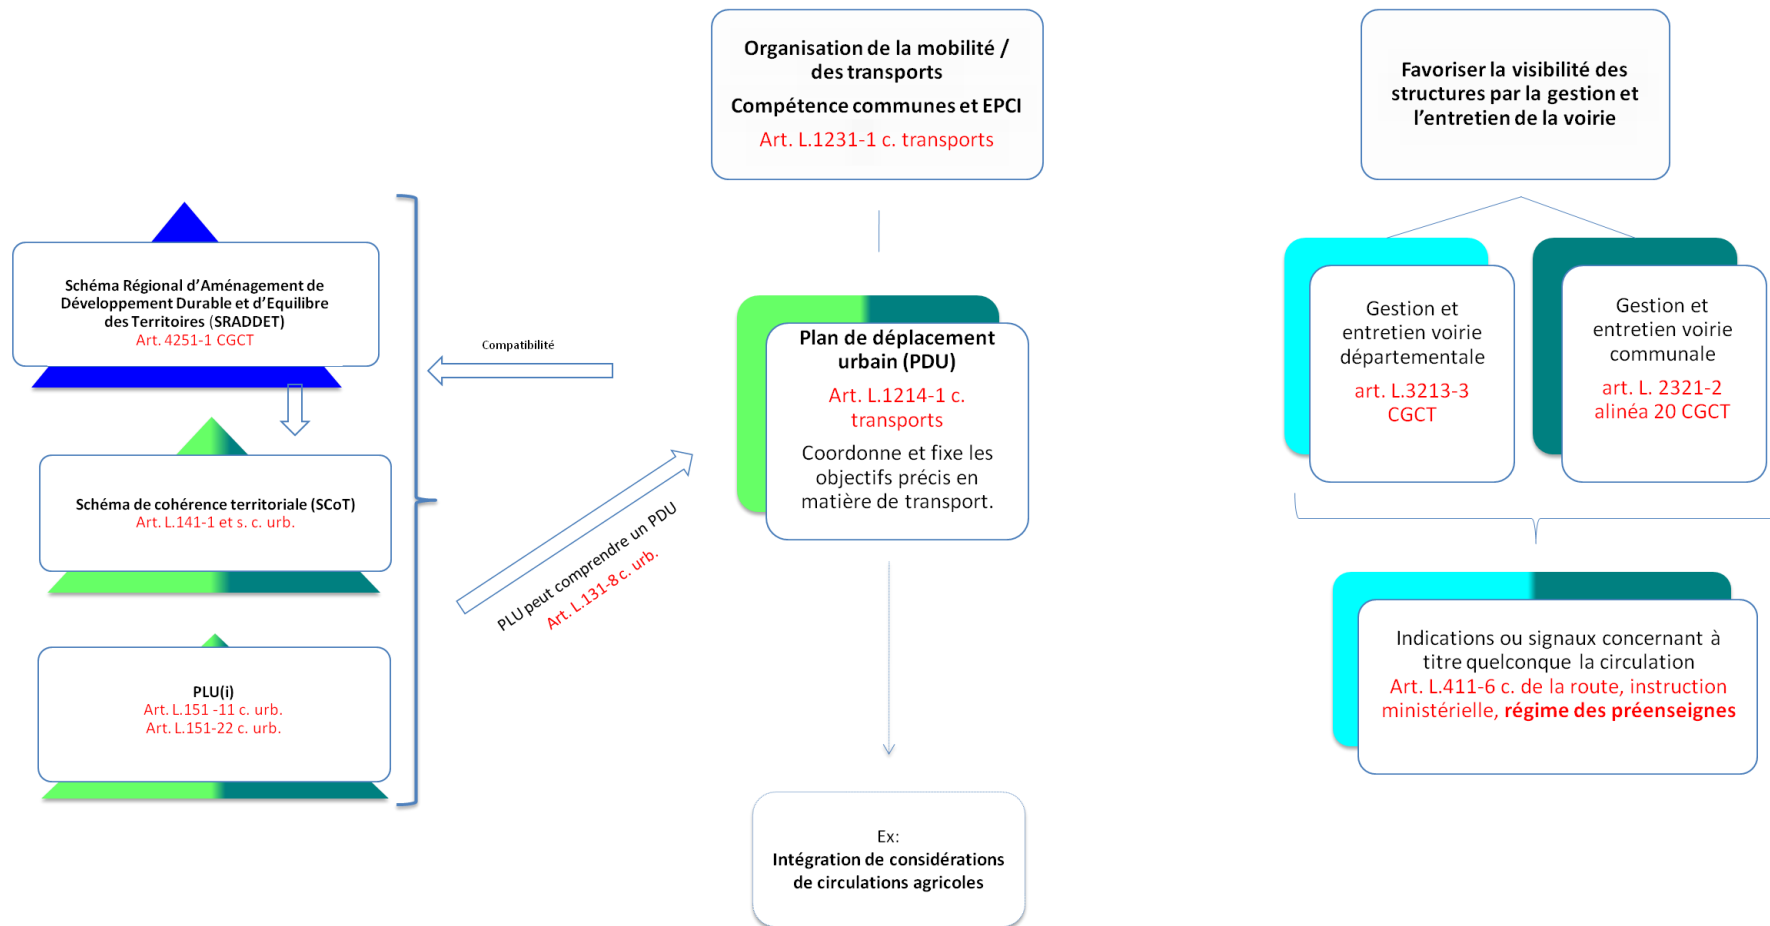 Organisation de la mobilité /
des transports
Compétence communes et EPCI
Art. L.1231-1 c. transports
Favoriser la visibilité des
structures par la gestion et
l'entretien de la voirie
Schéma Régional d'Aménagement de
Développement Durable et d'Equilibre
des Territoires (SRADDET)
Art. 4251-1 CGCT
Schéma de cohérence territoriale (SCoT)
Art. L.141-1 et s. c. urb.
PLU(i)
Art. L.151 -11 c. urb.
Art. L.151-22 c. urb.
Compatibilité
PLU peut comprendre un PDU
Art. L.131-8 c. urb.
Plan de déplacement
urbain (PDU)
Art. L.1214-1 c.
transports
Coordonne et fixe les
objectifs précis en
matière de transport.
Ex:
Intégration de considérations
de circulations agricoles
Gestion et
entretien voirie
départementale
art. L.3213-3
CGCT
Gestion et
entretien voirie
communale
art. L. 2321-2
alinéa 20 CGCT
Indications ou signaux concernant à
titre quelconque la circulation
Art. L.411-6 c. de la route, instruction
ministérielle, régime des préenseignes